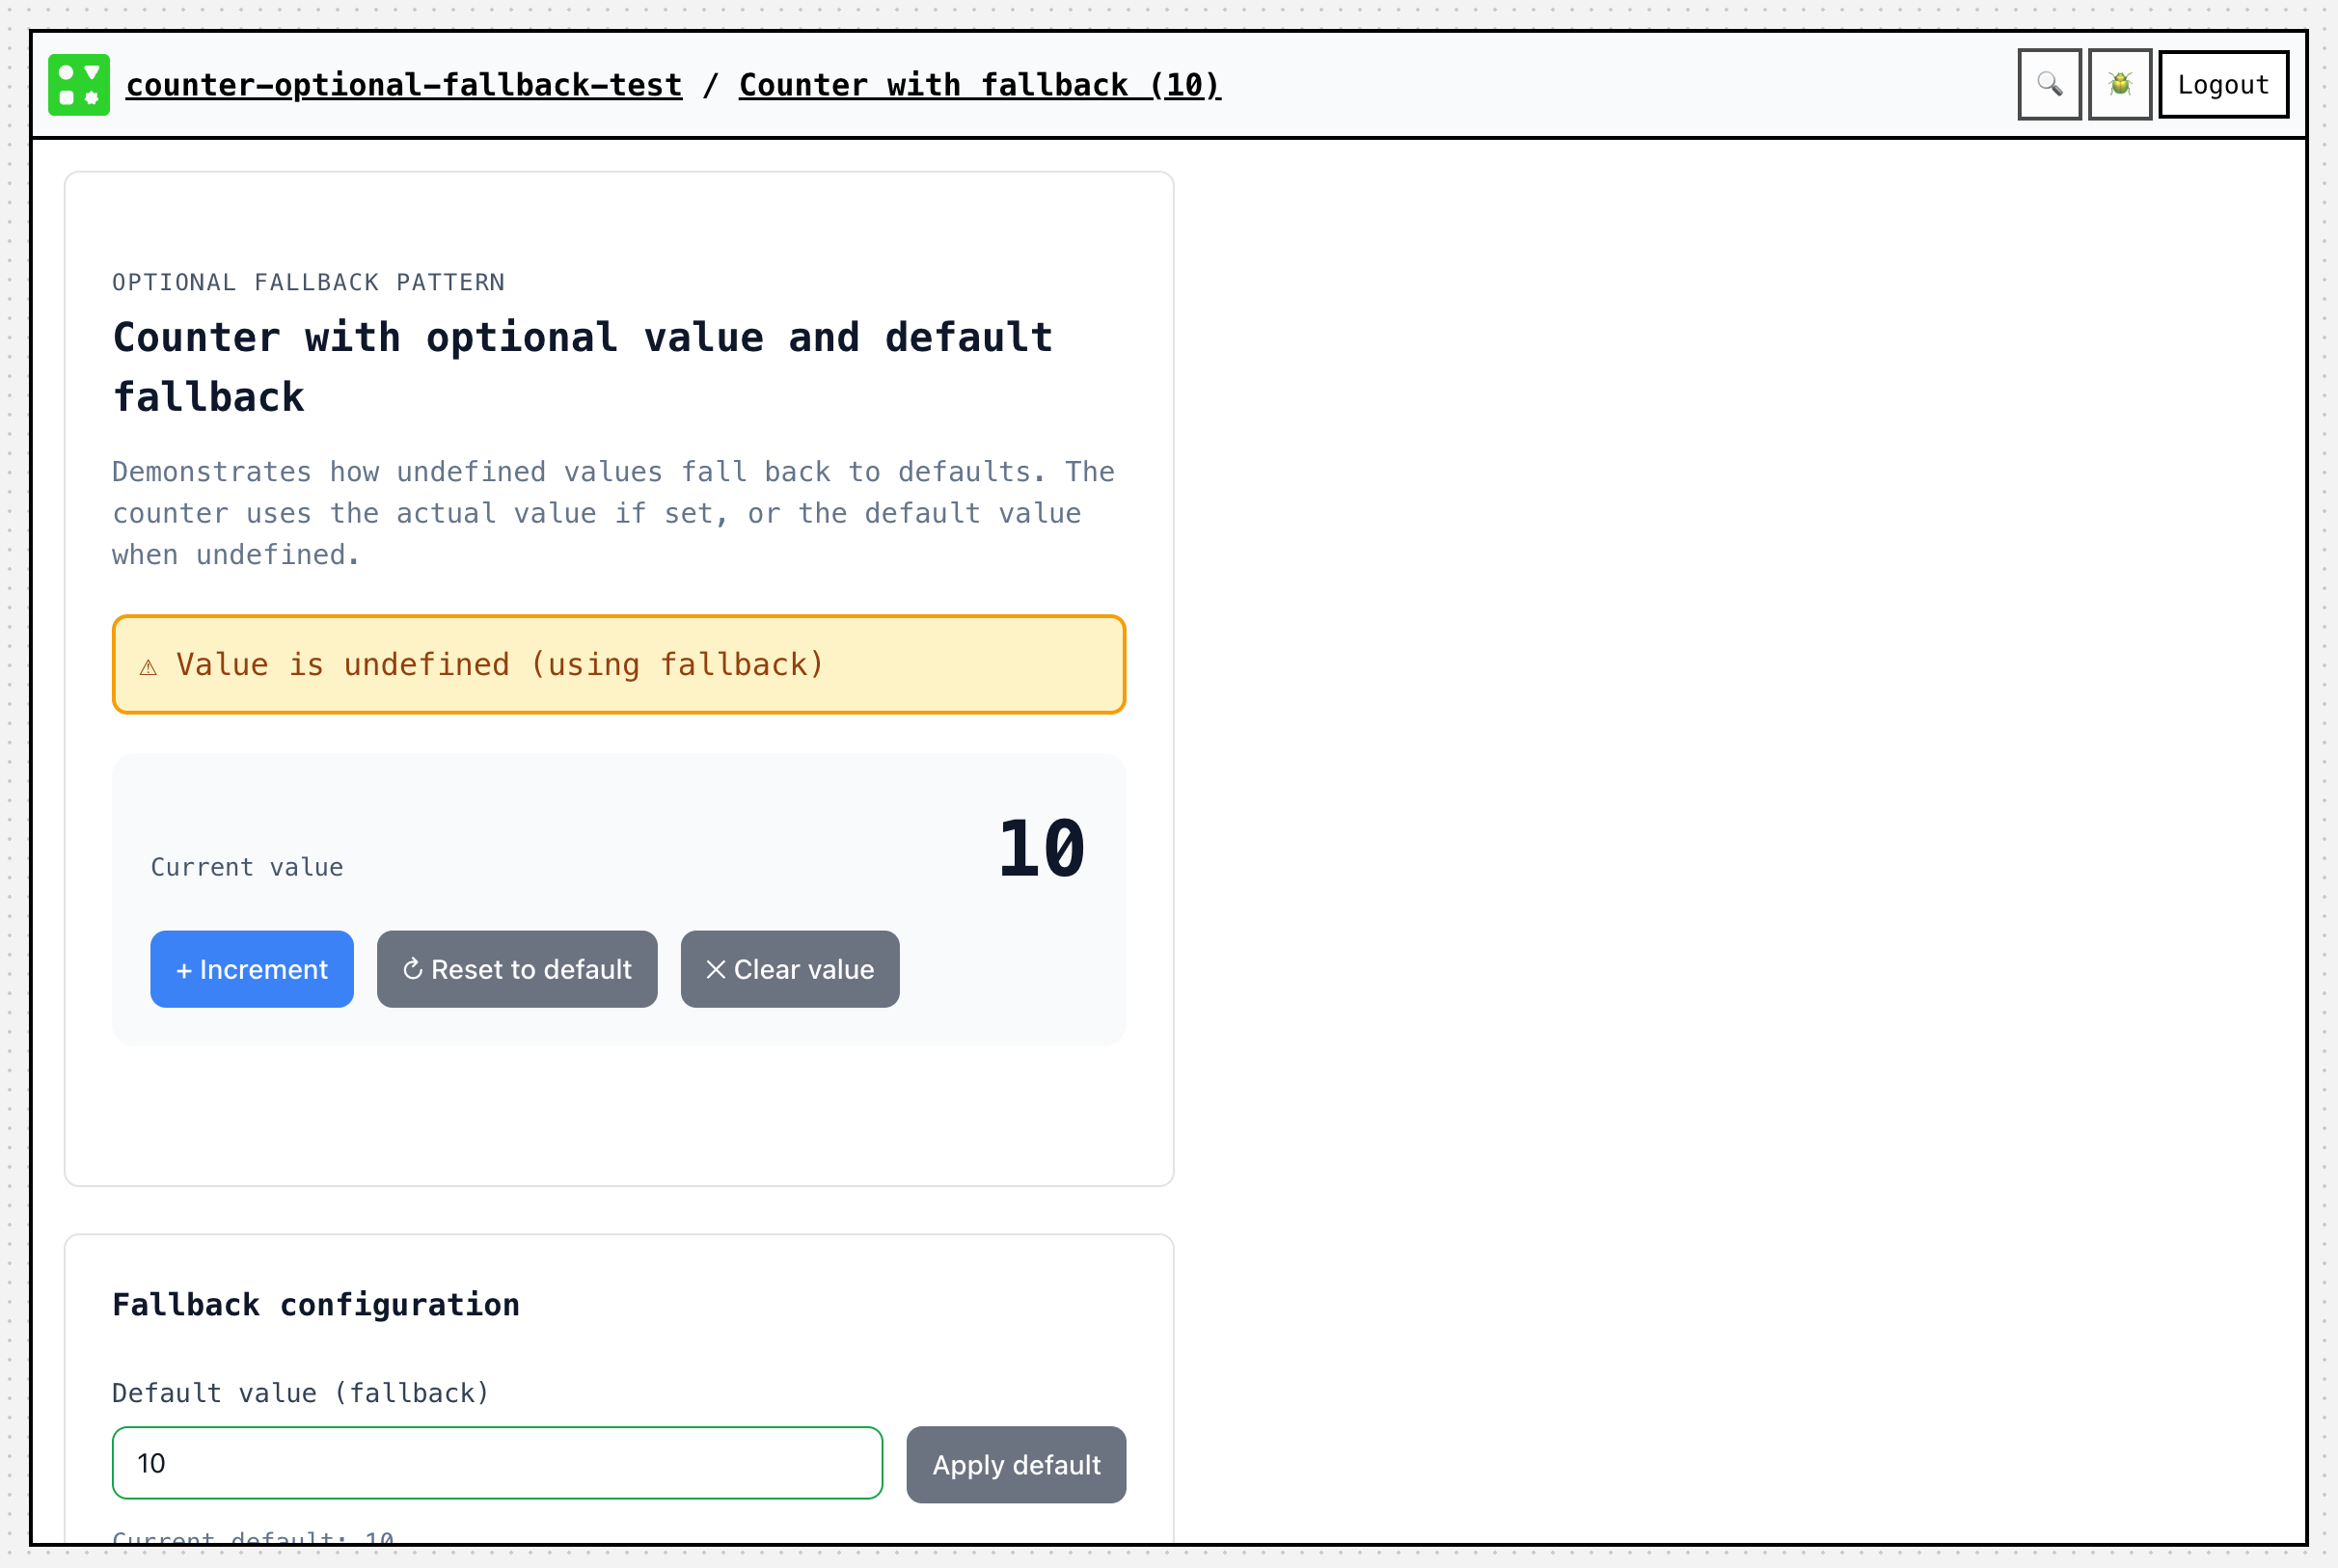 counter-optional-fallback-test / Counter with fallback (10)
Logout
OPTIONAL FALLBACK PATTERN
Counter with optional value and default
fallback
Demonstrates how undefined values fall back to defaults. The
counter uses the actual value if set, or the default value
when undefined.
⚠ Value is undefined (using fallback)
Current value 10
+ Increment
↻ Reset to default
× Clear value
Fallback configuration
Default value (fallback)
10
Apply default
Current default: 10